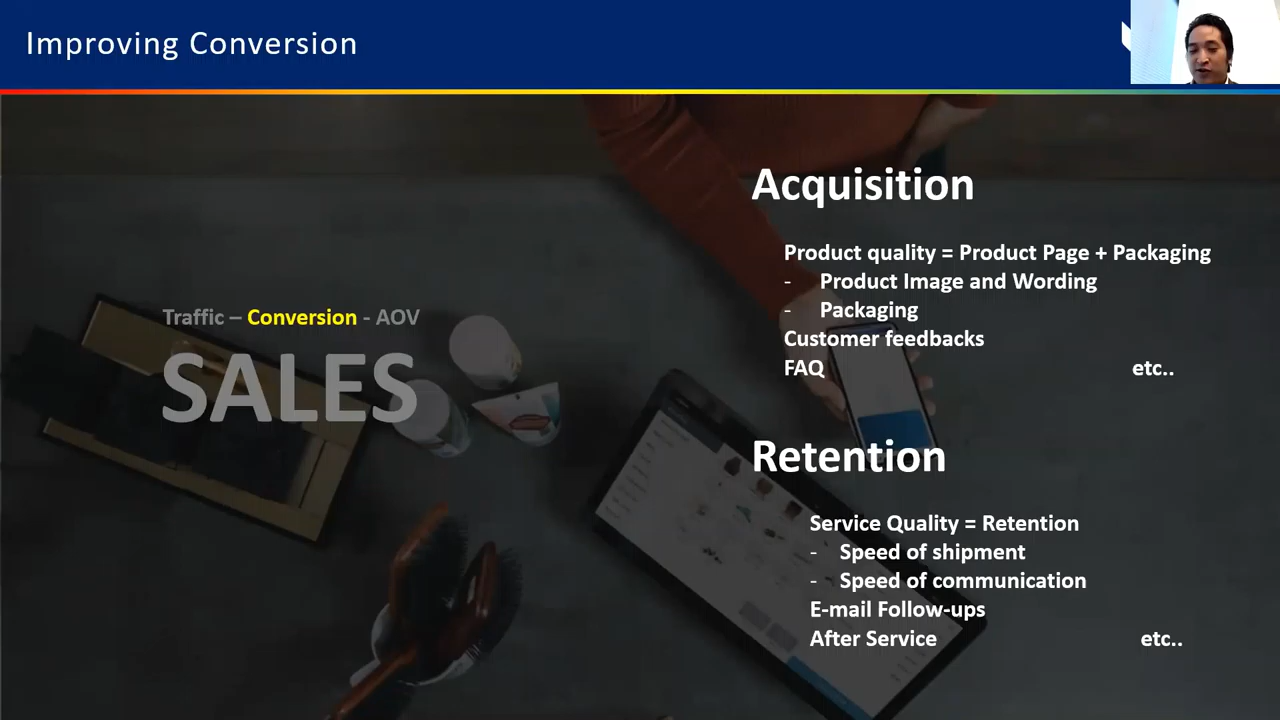 Improving Conversion
Traffic – Conversion - AOV
SALES
Acquisition
Product quality = Product Page + Packaging
- Product Image and Wording
- Packaging
Customer feedbacks
FAQ etc..
Retention
Service Quality = Retention
- Speed of shipment
- Speed of communication
E-mail Follow-ups
After Service etc..